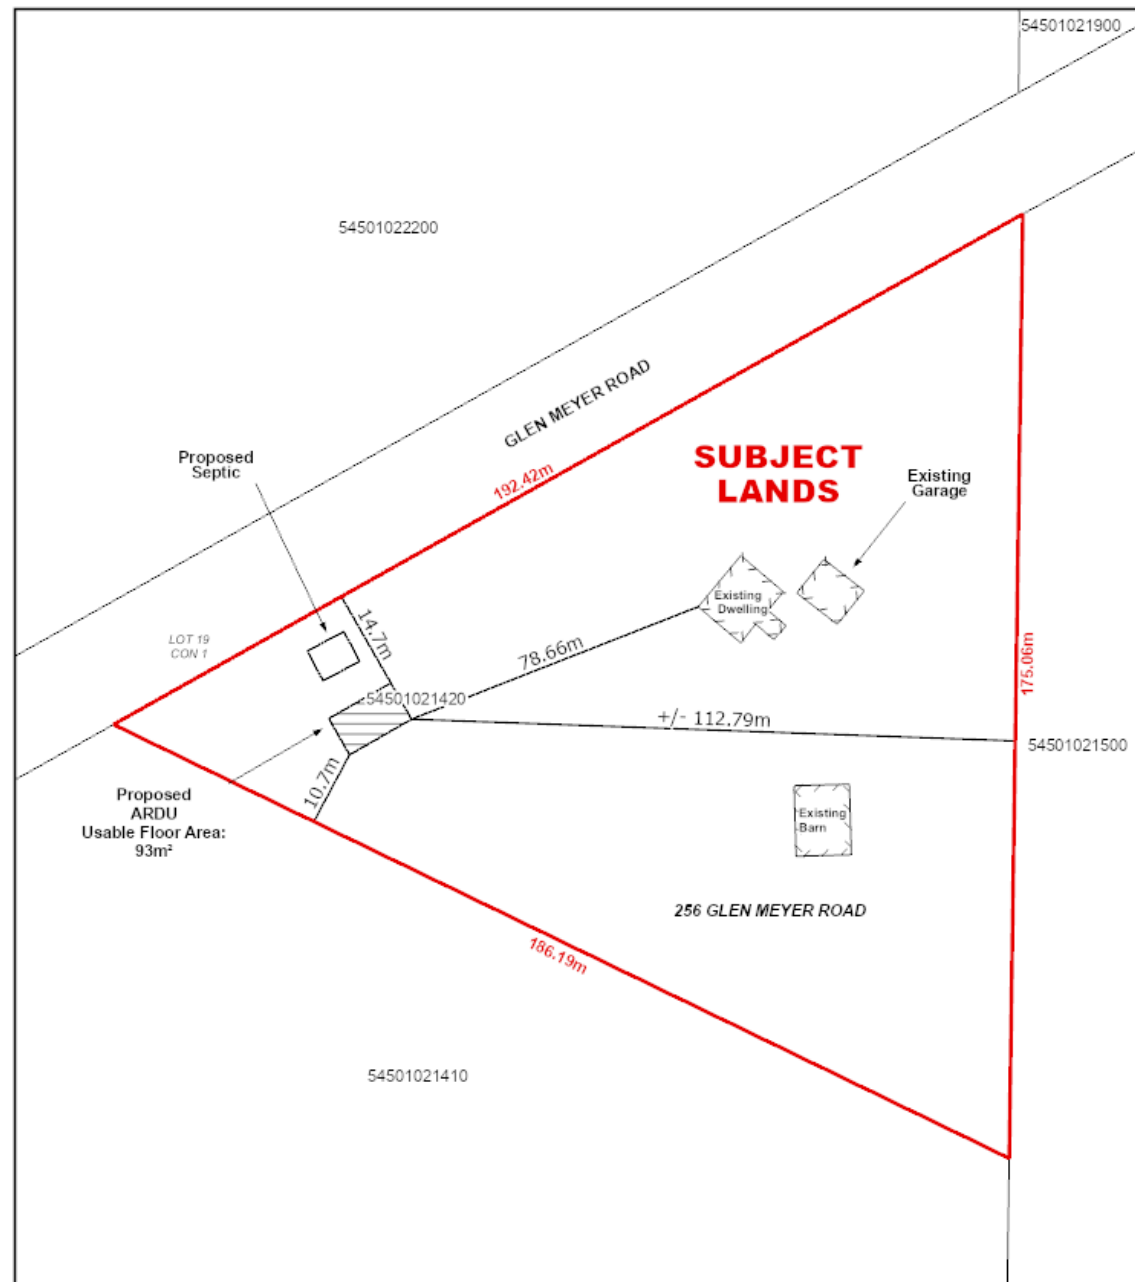 54501021900
54501022200
GLEN MEYER ROAD
192.42m
SUBJECT
LANDS
Proposed
Septic
Existing
Garage
Existing
Dwelling
LOT 19
CON 1
14.7m
78.66m
175.06m
54501021420
+/- 112.79m
54501021500
10.7m
Proposed
ARDU
Usable Floor Area:
93m²
Existing
Barn
256 GLEN MEYER ROAD
186.19m
54501021410